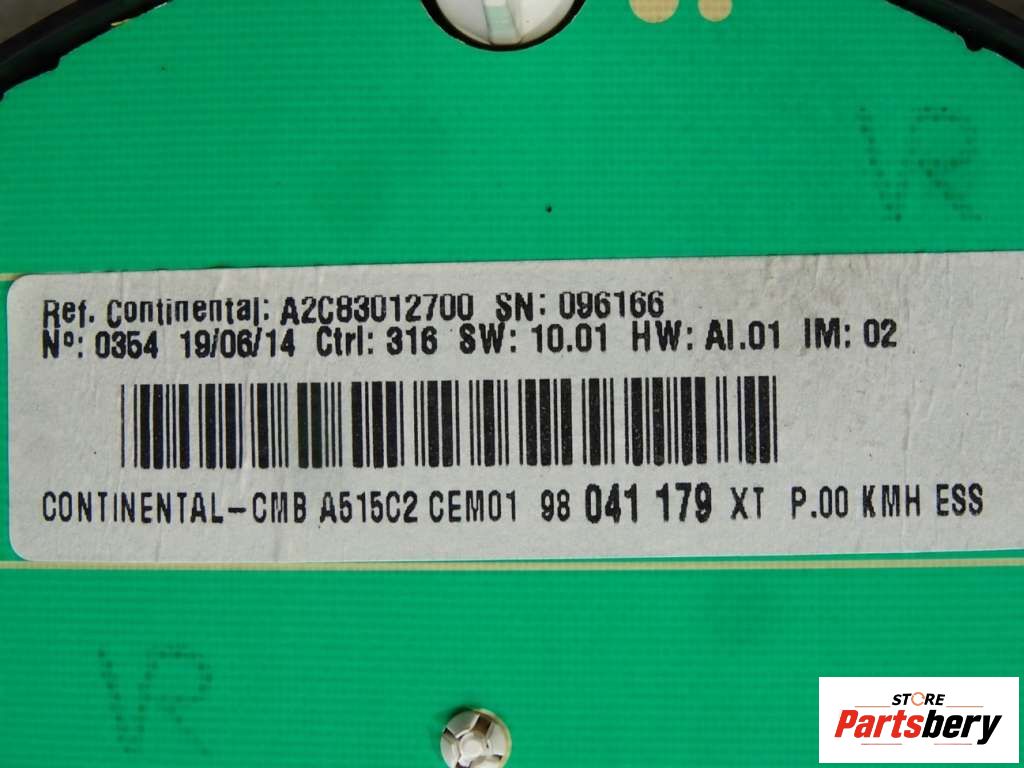 VR
Ref. Continental: A2C83012700 SN: 096166
Nº: 0354 19/06/14 Ctrl: 316 SW: 10.01 HW: AI.01 IM: 02
CONTINENTAL-CMB A515C2 CEM01 98 041 179 XT P.00 KMH ESS
VR
STORE
Partsbery